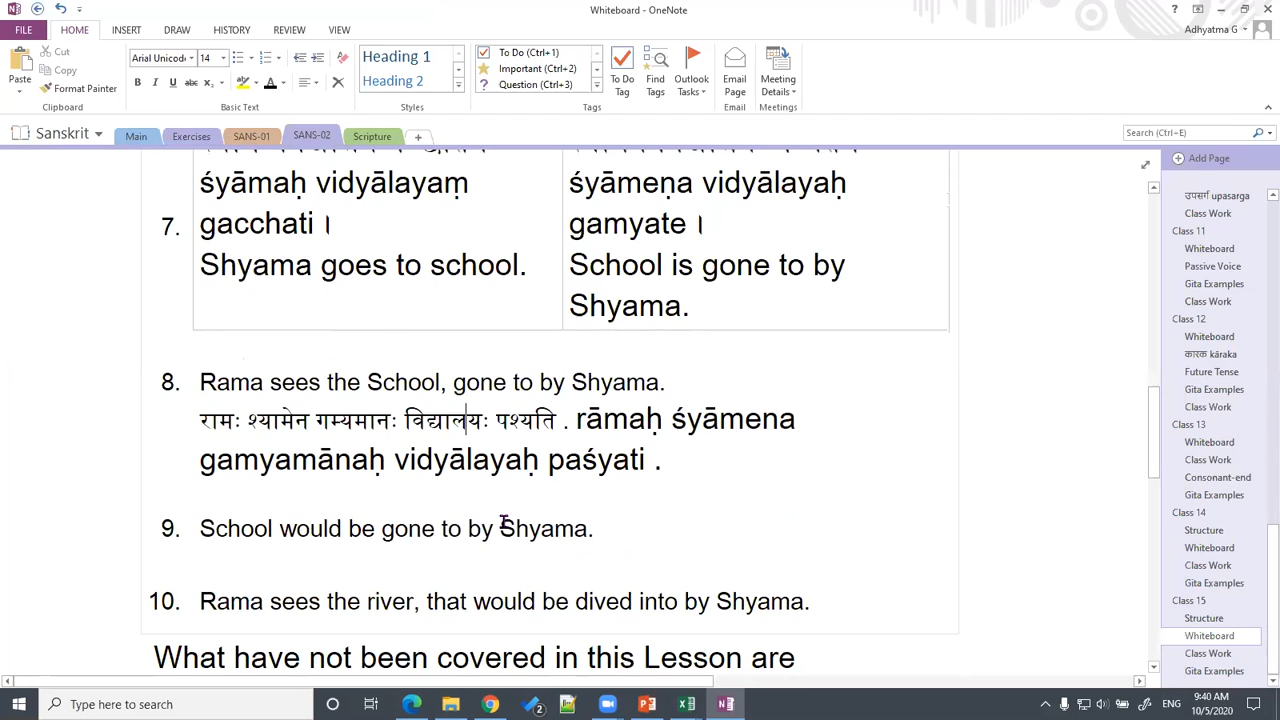 Whiteboard - OneNote
FILE HOME INSERT DRAW HISTORY REVIEW VIEW
Adhyatma G
Paste Cut Copy Format Painter
Clipboard
Arial Unicode 14
B I U abc
Basic Text
Heading 1
Heading 2
Styles
To Do (Ctrl+1)
Important (Ctrl+2)
Question (Ctrl+3)
To Do Tag
Find Tags
Outlook Tasks
Tags
Email Page
Email
Meeting Details
Meetings
Sanskrit Main Exercises SANS-01 SANS-02 Scripture
Search (Ctrl+E)
śyāmaḥ vidyālayaṃ
gacchati ।
7.
Shyama goes to school.
śyāmeṇa vidyālayaḥ
gamyate ।
School is gone to by
Shyama.
8. Rama sees the School, gone to by Shyama.
रामः श्यामेन गम्यमानः विद्यालयः पश्यति . rāmaḥ śyāmena
gamyamānaḥ vidyālayaḥ paśyati .
9. School would be gone to by Shyama.
10. Rama sees the river, that would be dived into by Shyama.
What have not been covered in this Lesson are
Add Page
उपसर्ग upasarga
Class Work
Class 11
Whiteboard
Passive Voice
Gita Examples
Class Work
Class 12
Whiteboard
कारक kāraka
Future Tense
Gita Examples
Class Work
Class 13
Whiteboard
Class Work
Consonant-end
Gita Examples
Class 14
Structure
Whiteboard
Class Work
Gita Examples
Class 15
Structure
Whiteboard
Class Work
Gita Examples
Type here to search
2
9:40 AM
10/5/2020